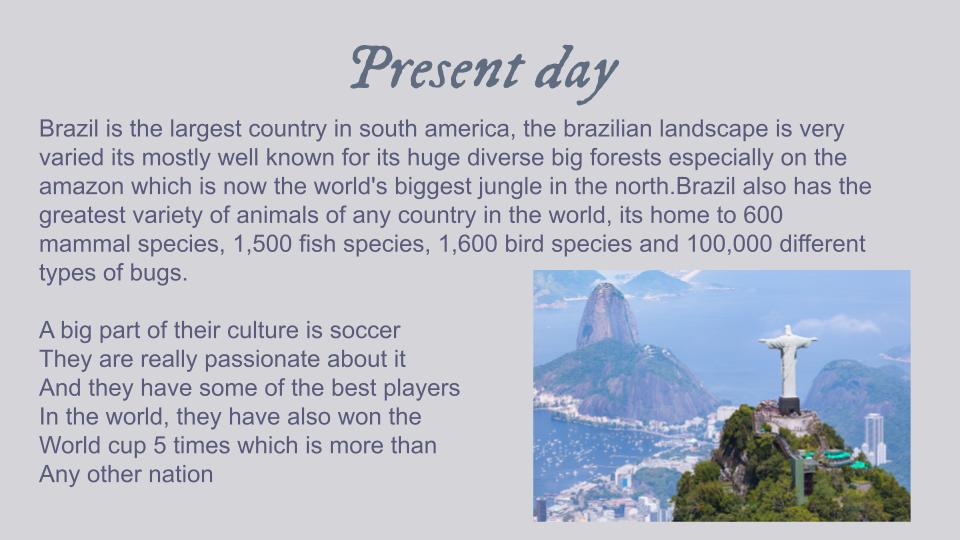 Present day
Brazil is the largest country in south america, the brazilian landscape is very
varied its mostly well known for its huge diverse big forests especially on the
amazon which is now the world's biggest jungle in the north.Brazil also has the
greatest variety of animals of any country in the world, its home to 600
mammal species, 1,500 fish species, 1,600 bird species and 100,000 different
types of bugs.
A big part of their culture is soccer
They are really passionate about it
And they have some of the best players
In the world, they have also won the
World cup 5 times which is more than
Any other nation